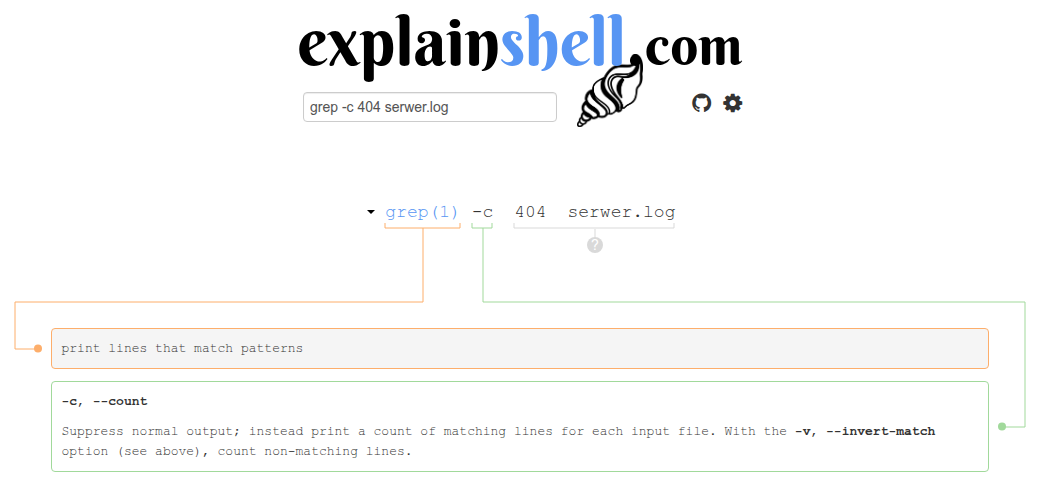 explainshell.com
grep -c 404 serwer.log
grep(1) -c 404 serwer.log
?
print lines that match patterns
-c, --count
Suppress normal output; instead print a count of matching lines for each input file. With the -v, --invert-match
option (see above), count non-matching lines.